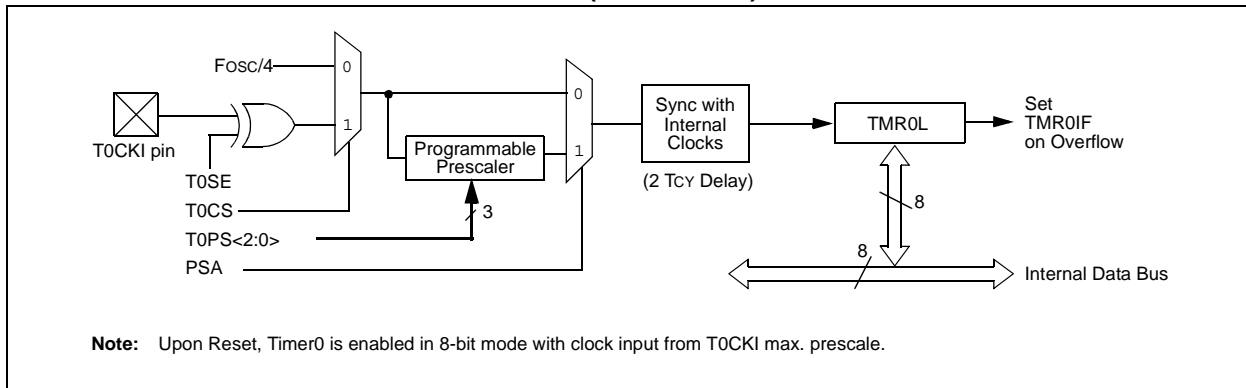 FOSC/4
0
1
T0CKI pin
T0SE
T0CS
T0PS<2:0>
PSA
Programmable
Prescaler
3
0
1
Sync with
Internal
Clocks
(2 TCY Delay)
TMR0L
Set
TMR0IF
on Overflow
8
8
Internal Data Bus
Note: Upon Reset, Timer0 is enabled in 8-bit mode with clock input from T0CKI max. prescale.